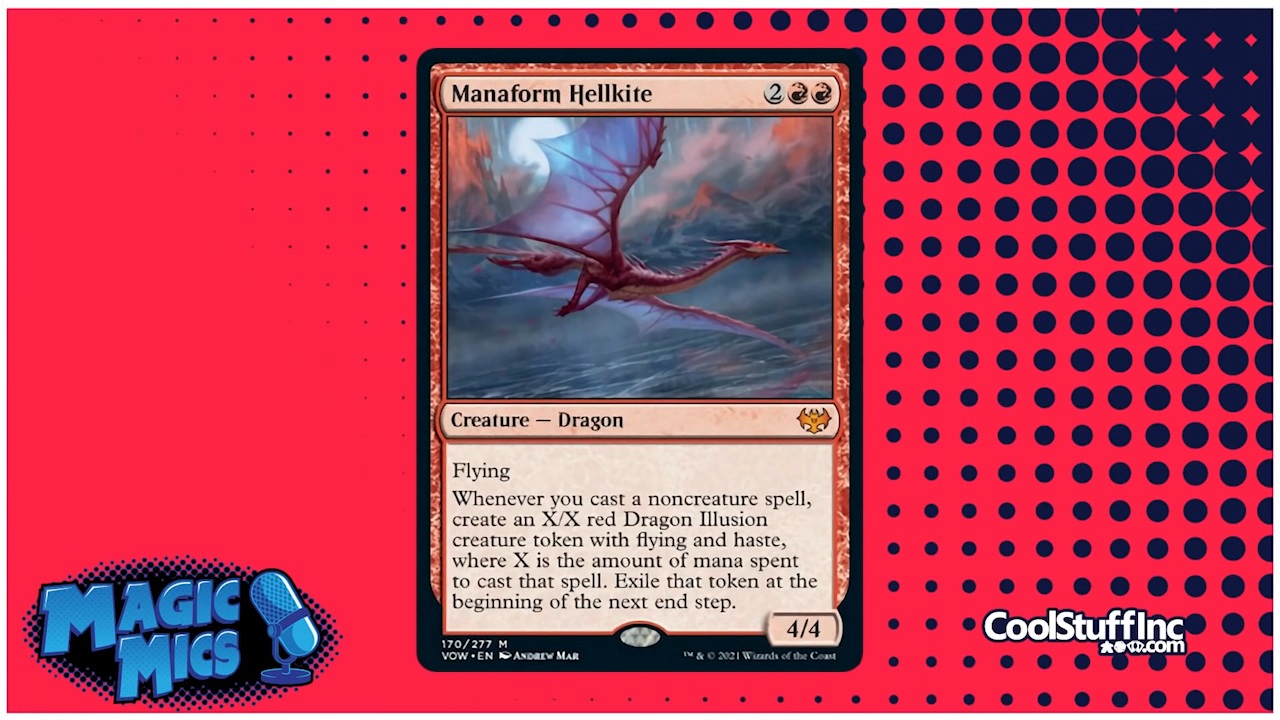 Manaform Hellkite 2
Creature — Dragon
Flying
Whenever you cast a noncreature spell,
create an X/X red Dragon Illusion
creature token with flying and haste,
where X is the amount of mana spent
to cast that spell. Exile that token at the
beginning of the next end step.
4/4
170/277 M
VOW • EN Andrew Mar
™ & © 2021 Wizards of the Coast
MAGIC
MICS
CoolStuffInc
.com